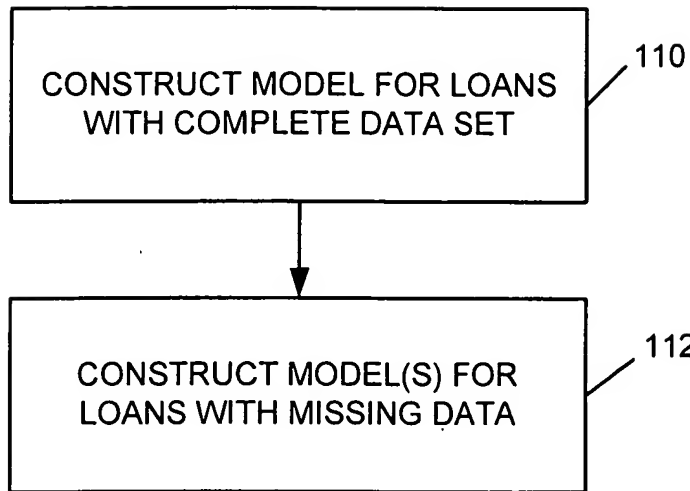 CONSTRUCT MODEL FOR LOANS
WITH COMPLETE DATA SET
110
CONSTRUCT MODEL(S) FOR
LOANS WITH MISSING DATA
112